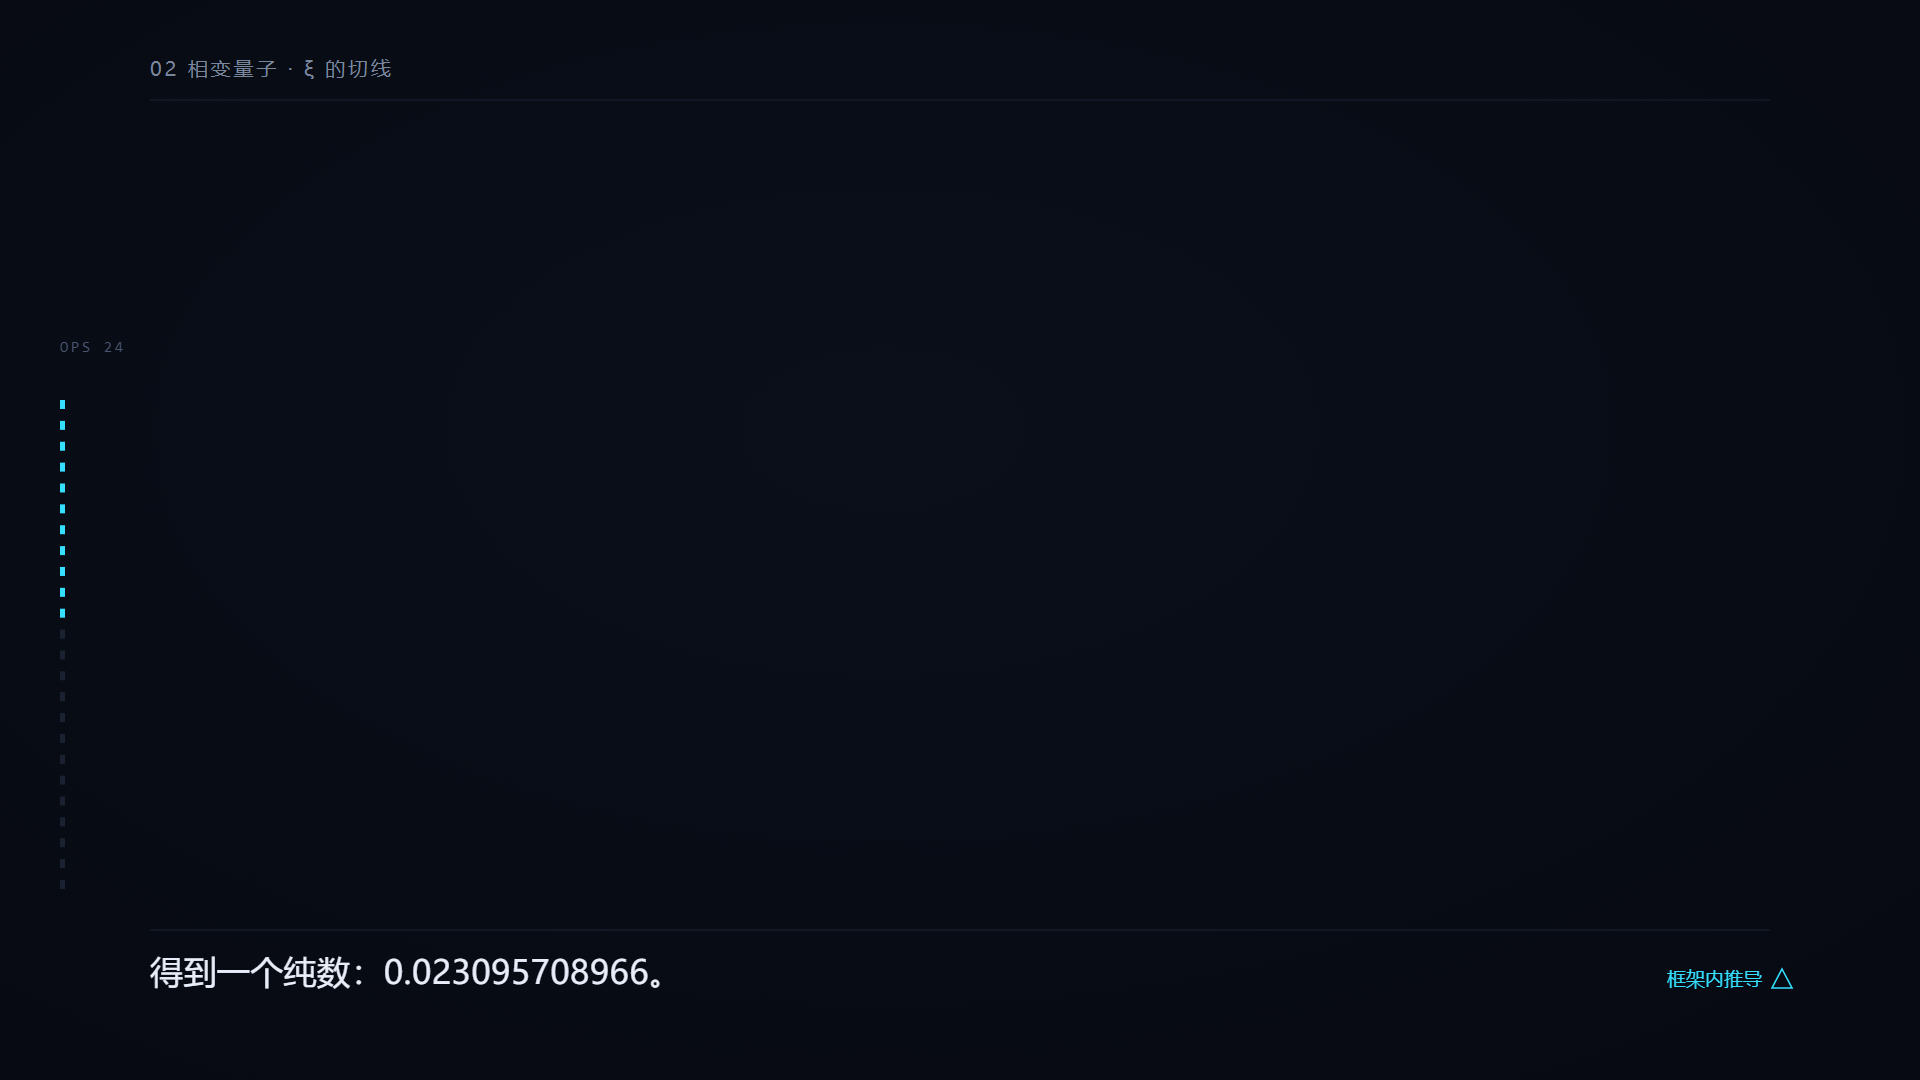 02 相变量子 · ξ 的切线
OPS 24
得到一个纯数：0.023095708966。
框架内推导 △